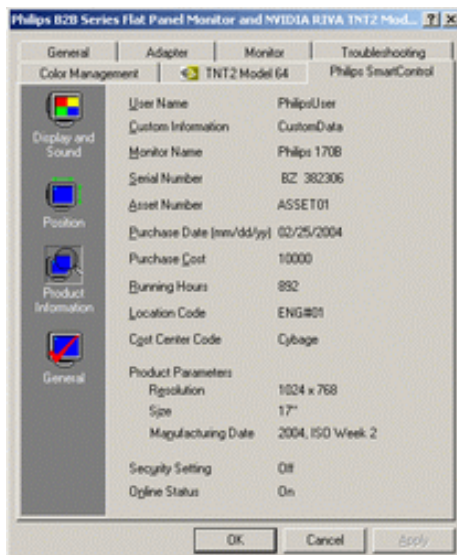 Philips B2B Series Flat Panel Monitor and NVIDIA RIVA TNT2 Mod...
General Adapter Monitor Troubleshooting
Color Management TNT2 Model 64 Philips SmartControl
Display and Sound
Position
Product Information
General
User Name PhilipsUser
Custom Information CustomData
Monitor Name Philips 170B
Serial Number BZ 382306
Asset Number ASSET01
Purchase Date (mm/dd/yy) 02/25/2004
Purchase Cost 10000
Running Hours 892
Location Code ENG#01
Cost Center Code Cybage
Product Parameters
Resolution 1024 x 768
Size 17"
Manufacturing Date 2004, ISO Week 2
Security Setting Off
Online Status On
OK Cancel Apply